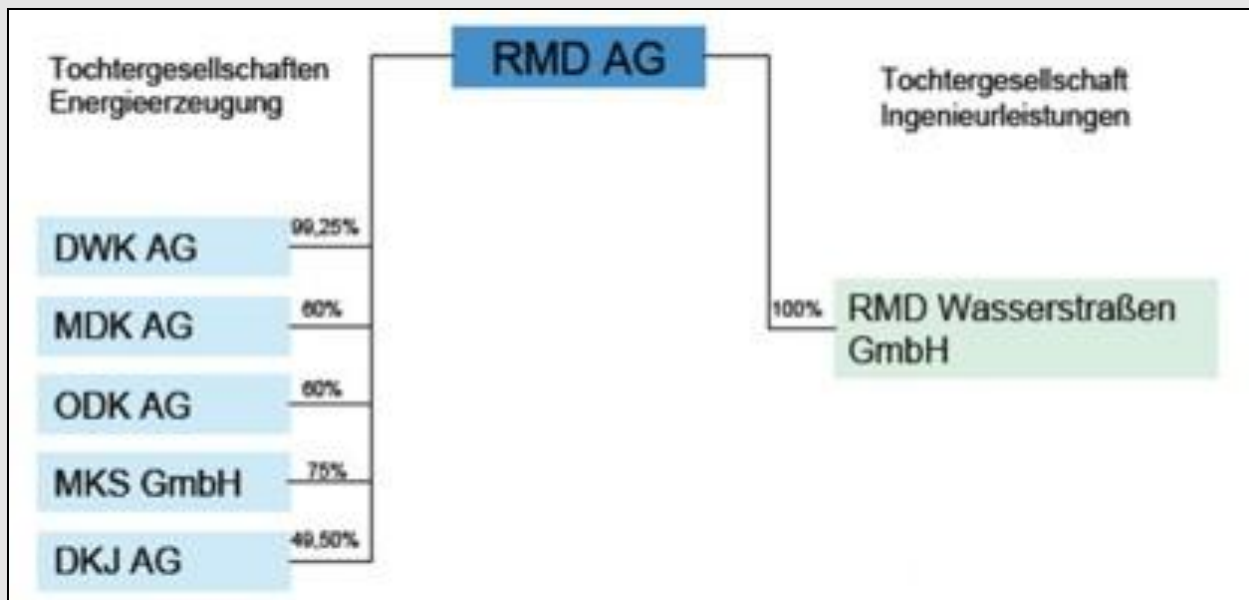 RMD AG
Tochtergesellschaften
Energieerzeugung
DWK AG
99,25%
MDK AG
60%
ODK AG
60%
MKS GmbH
75%
DKJ AG
49,50%
Tochtergesellschaft
Ingenieurleistungen
100%
RMD Wasserstraßen
GmbH